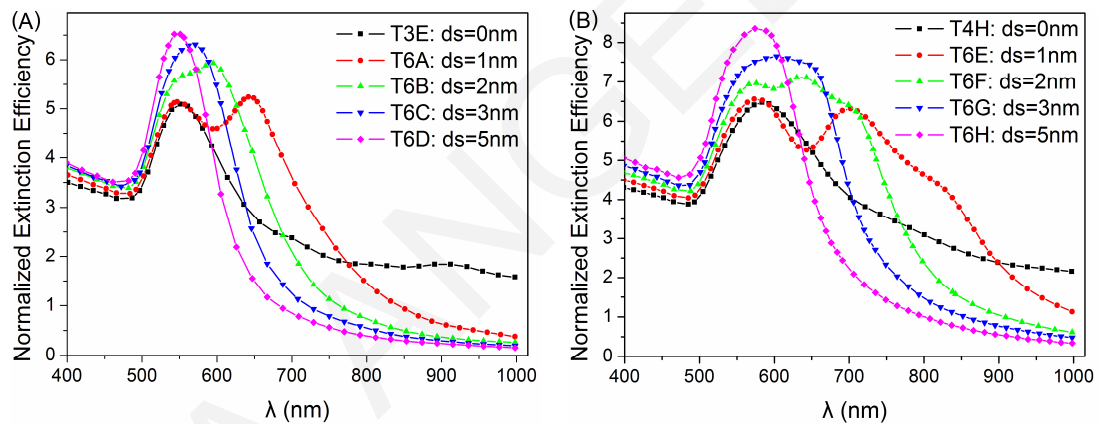 (A)
T3E: ds=0nm
T6A: ds=1nm
T6B: ds=2nm
T6C: ds=3nm
T6D: ds=5nm
Normalized Extinction Efficiency
6
5
4
3
2
1
0
400 500 600 700 800 900 1000
λ (nm)
(B)
T4H: ds=0nm
T6E: ds=1nm
T6F: ds=2nm
T6G: ds=3nm
T6H: ds=5nm
Normalized Extinction Efficiency
8
7
6
5
4
3
2
1
0
400 500 600 700 800 900 1000
λ (nm)